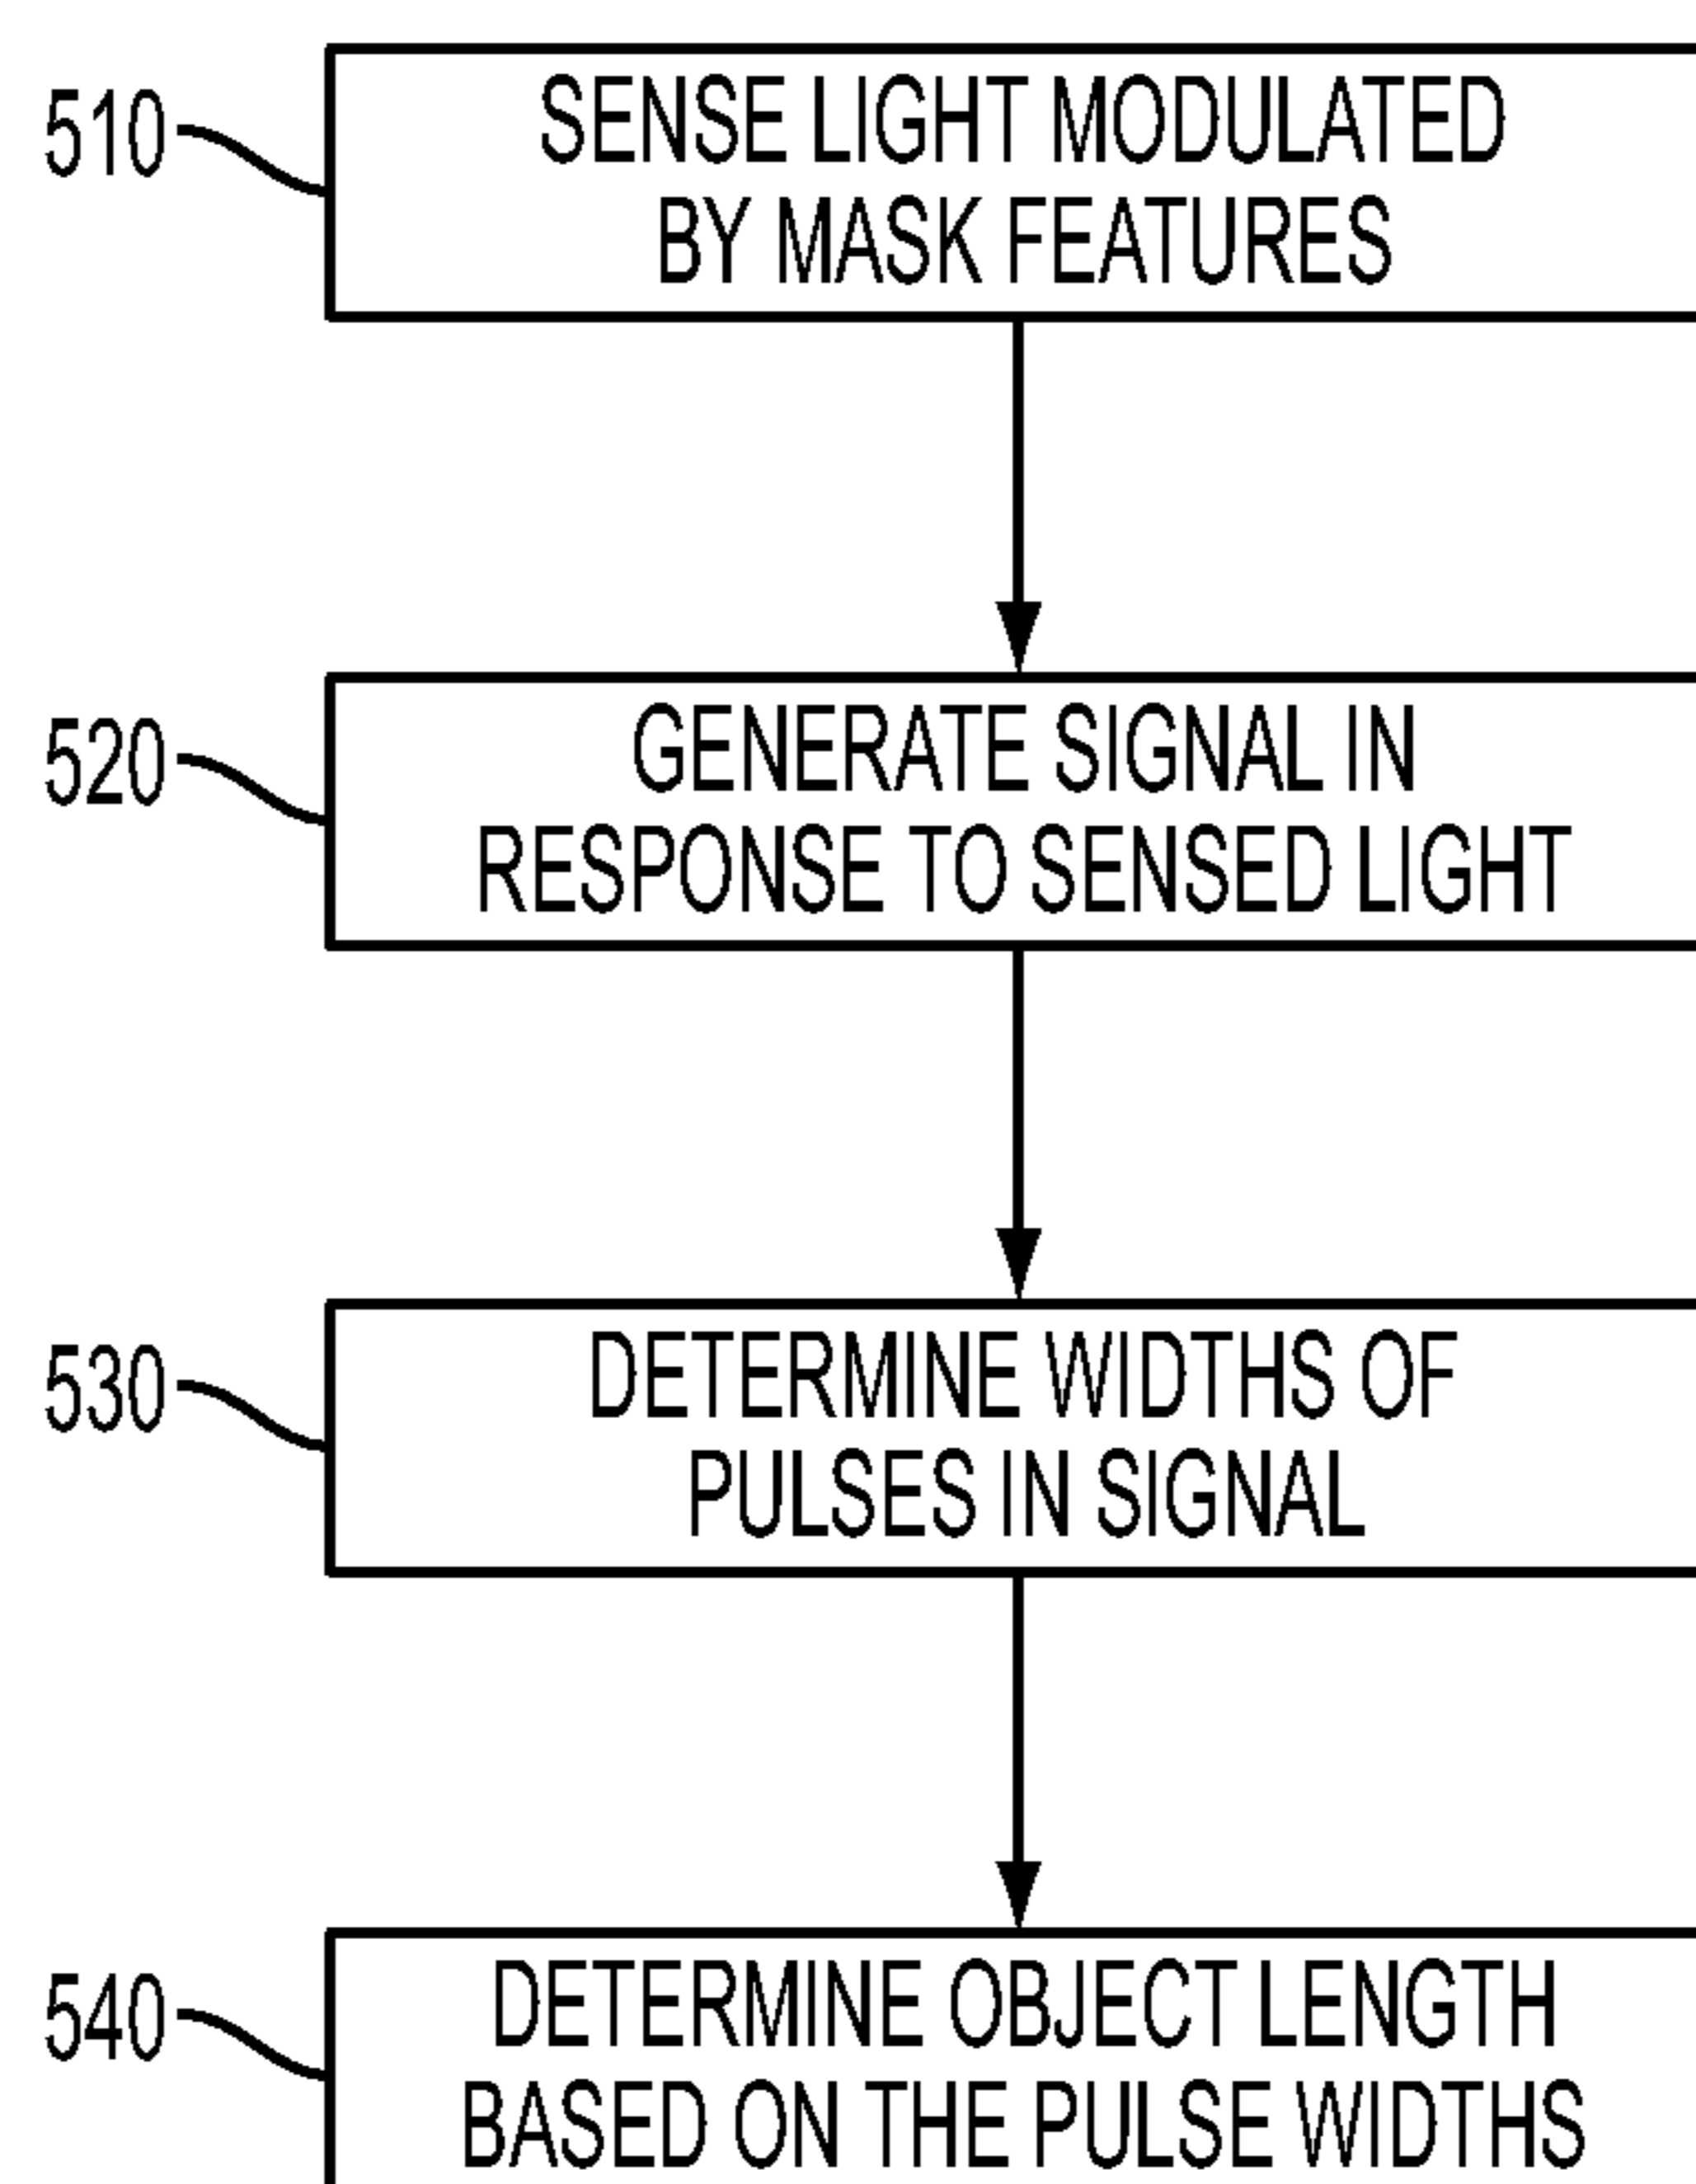 510
SENSE LIGHT MODULATED
BY MASK FEATURES
520
GENERATE SIGNAL IN
RESPONSE TO SENSED LIGHT
530
DETERMINE WIDTHS OF
PULSES IN SIGNAL
540
DETERMINE OBJECT LENGTH
BASED ON THE PULSE WIDTHS